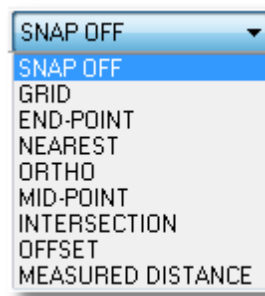 SNAP OFF
SNAP OFF
GRID
END-POINT
NEAREST
ORTHO
MID-POINT
INTERSECTION
OFFSET
MEASURED DISTANCE